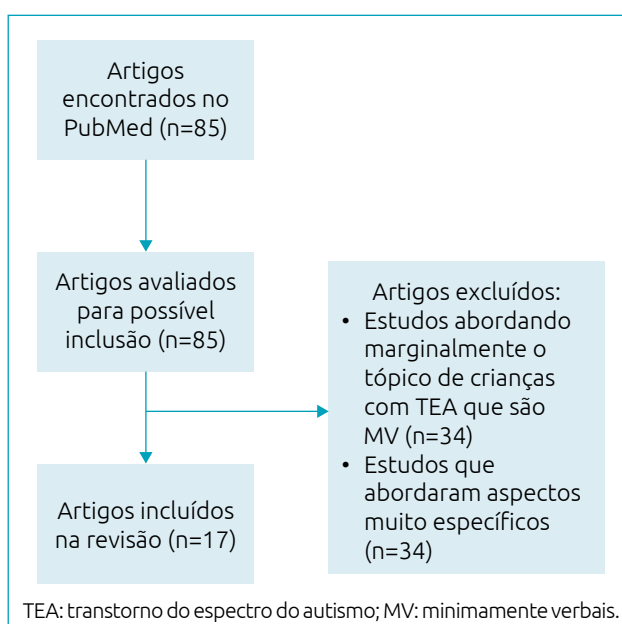 Artigos
encontrados no
PubMed (n=85)
Artigos avaliados
para possível
inclusão (n=85)
Artigos excluídos:
• Estudos abordando
marginalmente o
tópico de crianças
com TEA que são
MV (n=34)
• Estudos que
abordaram aspectos
muito específicos
(n=34)
Artigos incluídos
na revisão (n=17)
TEA: transtorno do espectro do autismo; MV: minimamente verbais.